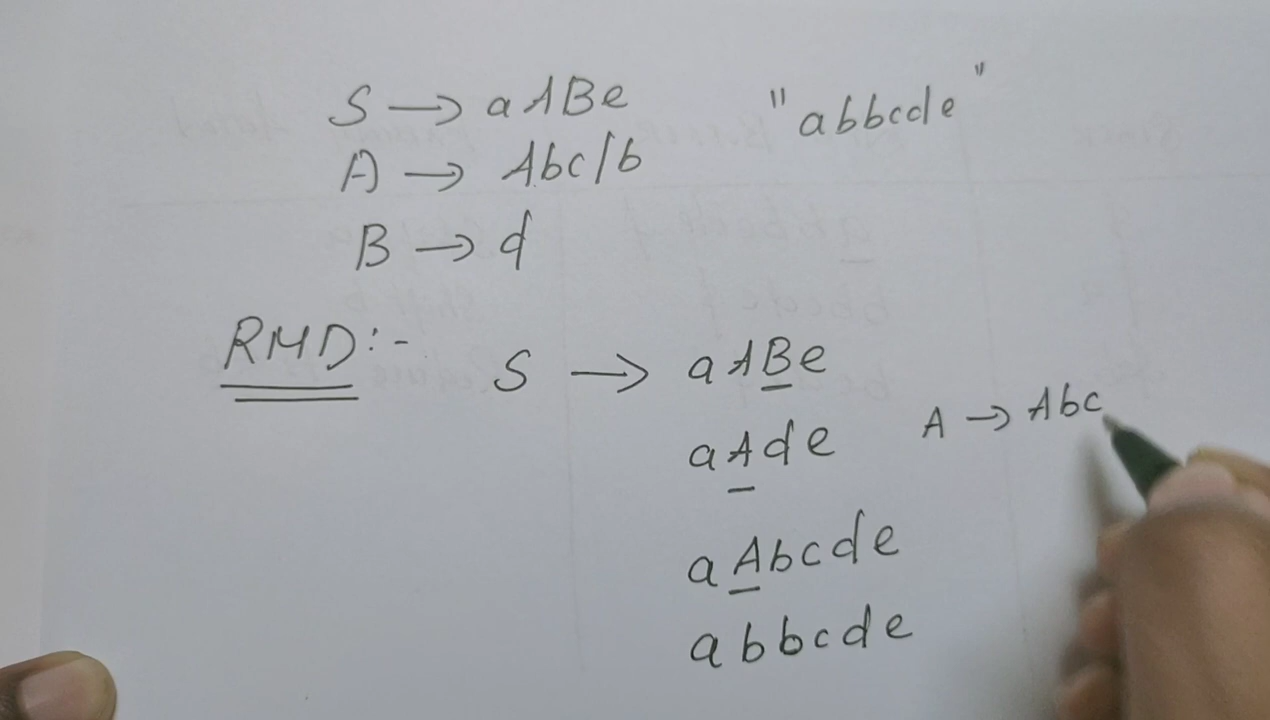 S → aABe "abbcde"
A → Abc/b
B → d
RMD:- S → aABe
aAde A → Abc
aAbcde
abbcde